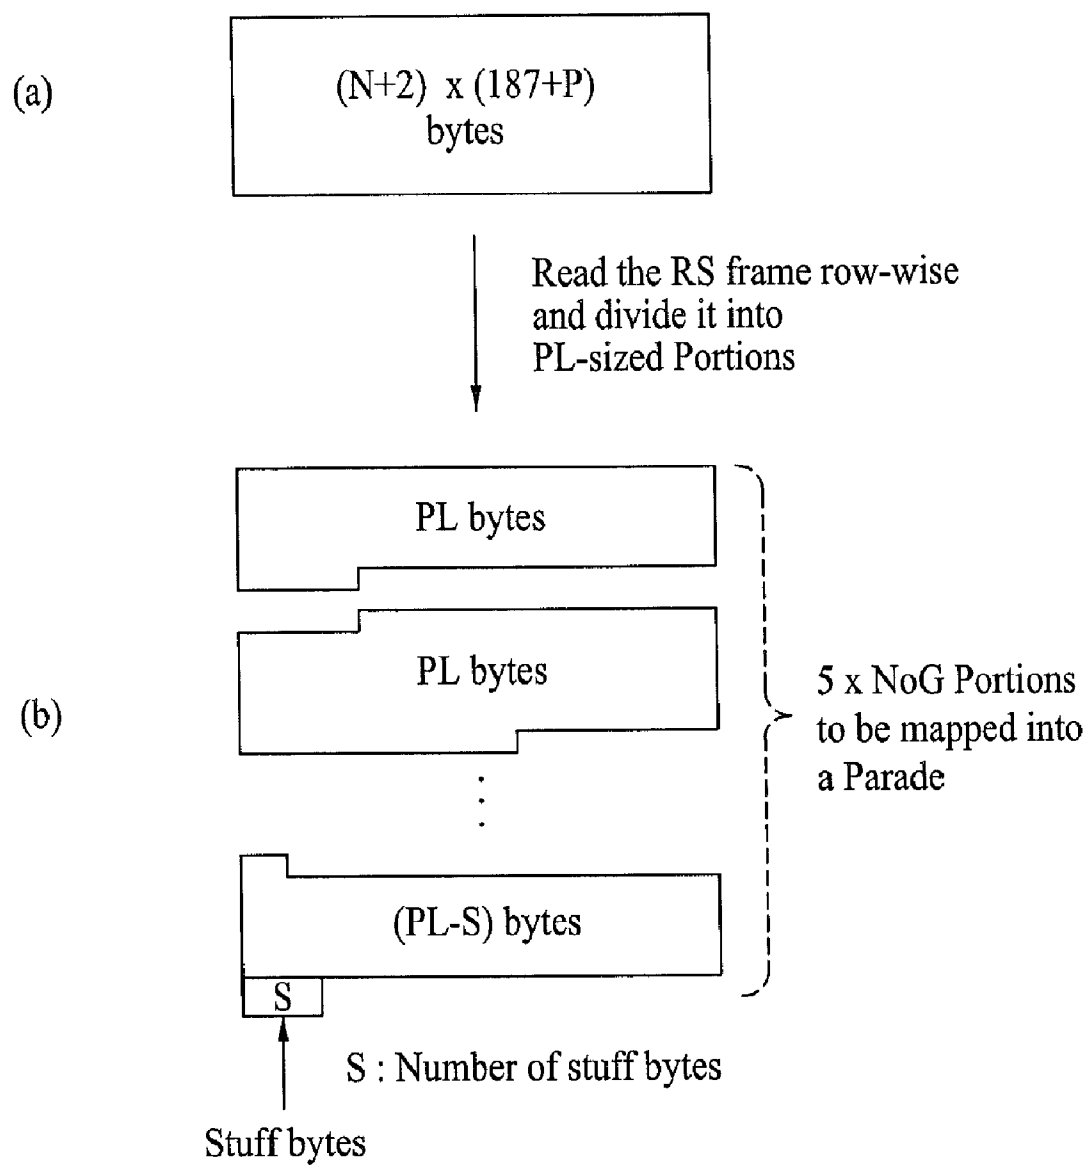 (a)
(N+2) x (187+P)
bytes
Read the RS frame row-wise
and divide it into
PL-sized Portions
PL bytes
PL bytes
(b)
5 x NoG Portions
to be mapped into
a Parade
(PL-S) bytes
S
S : Number of stuff bytes
Stuff bytes